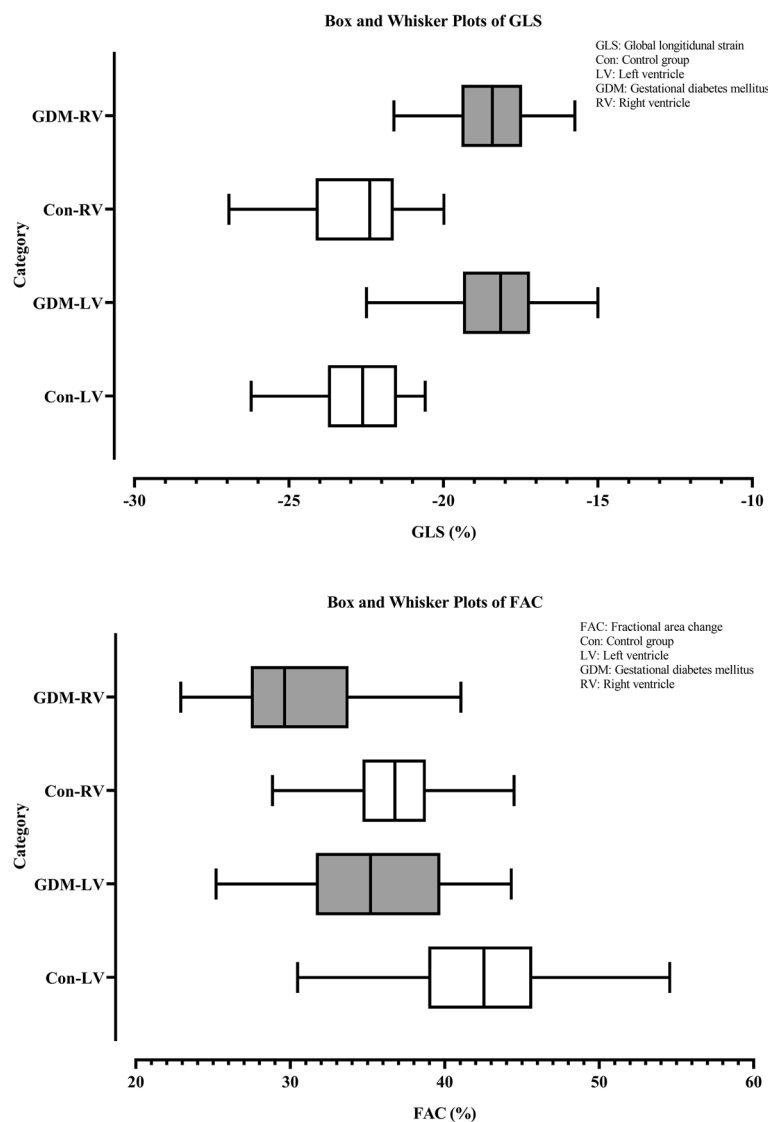 Box and Whisker Plots of GLS
GLS: Global longitidunal strain
Con: Control group
LV: Left ventricle
GDM: Gestational diabetes mellitus
RV: Right ventricle
Category
GDM-RV
Con-RV
GDM-LV
Con-LV
-30 -25 -20 -15 -10
GLS (%)
Box and Whisker Plots of FAC
FAC: Fractional area change
Con: Control group
LV: Left ventricle
GDM: Gestational diabetes mellitus
RV: Right ventricle
Category
GDM-RV
Con-RV
GDM-LV
Con-LV
20 30 40 50 60
FAC (%)